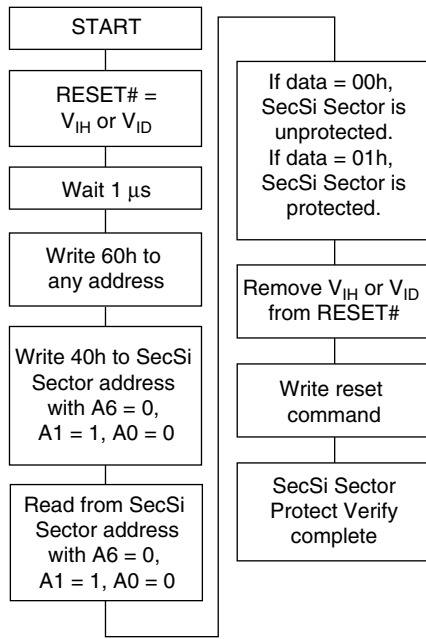 START
RESET# =
VIH or VID
Wait 1 μs
Write 60h to
any address
Write 40h to SecSi
Sector address
with A6 = 0,
A1 = 1, A0 = 0
Read from SecSi
Sector address
with A6 = 0,
A1 = 1, A0 = 0
If data = 00h,
SecSi Sector is
unprotected.
If data = 01h,
SecSi Sector is
protected.
Remove VIH or VID
from RESET#
Write reset
command
SecSi Sector
Protect Verify
complete